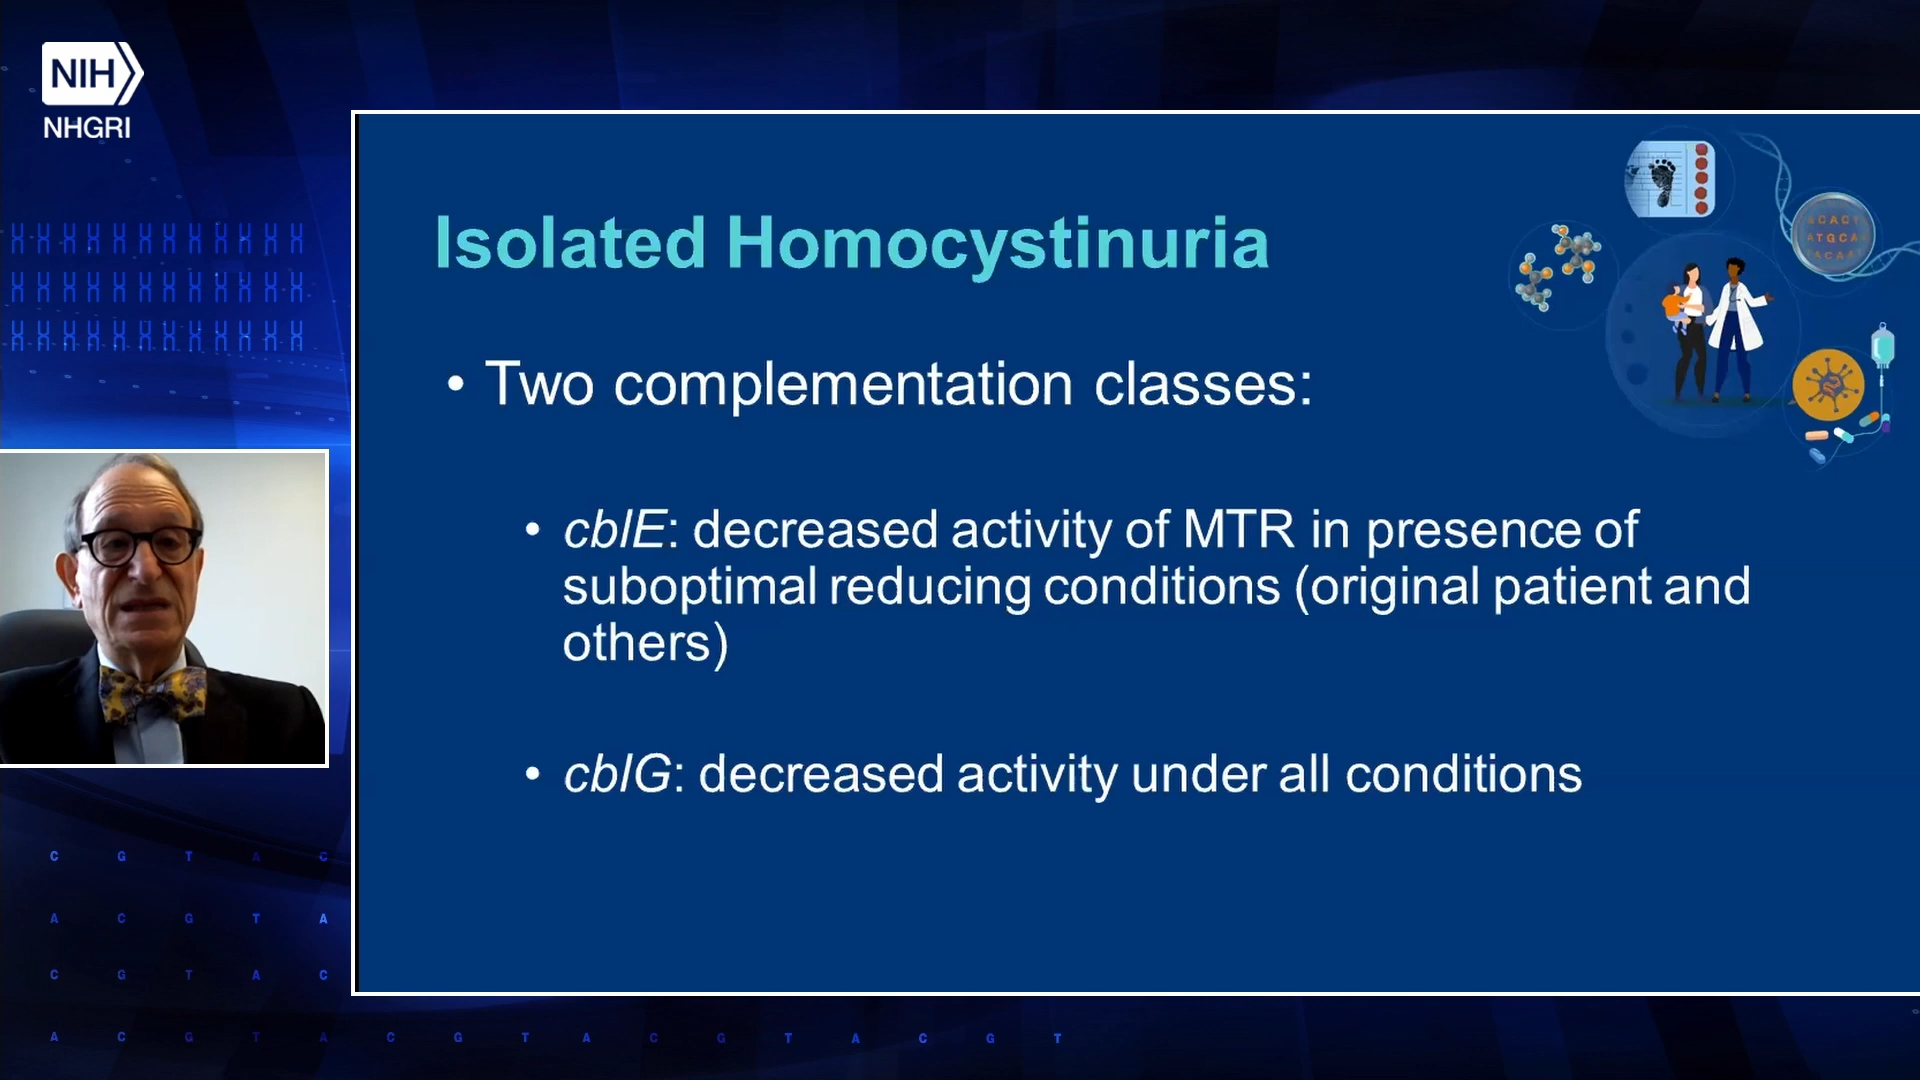 NIH
NHGRI
Isolated Homocystinuria
• Two complementation classes:
• cblE: decreased activity of MTR in presence of
suboptimal reducing conditions (original patient and
others)
• cblG: decreased activity under all conditions
C G T A C
A C G T A
C G T A C
A C G T A C G T A C G T A C G T